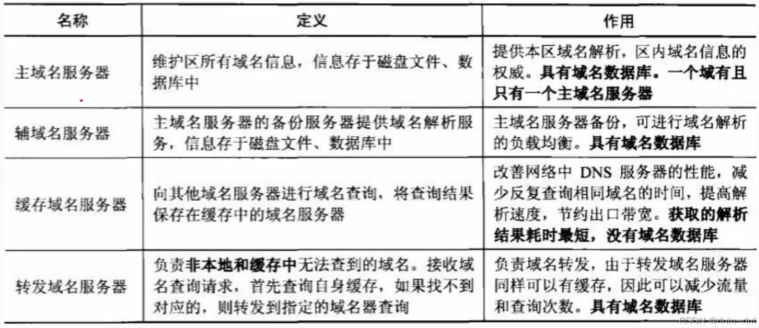 名称 定义 作用
主域名服务器
维护区所有域名信息，信息存于磁盘文件、数
据库中
提供本区域名解析，区内域名信息的
权威。具有域名数据库。一个域有且
只有一个主域名服务器
辅域名服务器
主域名服务器的备份服务器提供域名解析服
务，信息存于磁盘文件、数据库中
主域名服务器备份，可进行域名解析
的负载均衡。具有域名数据库
缓存域名服务器
向其他域名服务器进行域名查询，将查询结果
保存在缓存中的域名服务器
改善网络中 DNS 服务器的性能，减
少反复查询相同域名的时间，提高解
析速度，节约出口带宽。获取的解析
结果耗时最短，没有域名数据库
转发域名服务器
负责非本地和缓存中无法查到的域名。接收域
名查询请求，首先查询自身缓存，如果找不到
对应的，则转发到指定的域名器查询
负责域名转发，由于转发域名服务器
同样可以有缓存，因此可以减少流量
和查询次数。具有域名数据库